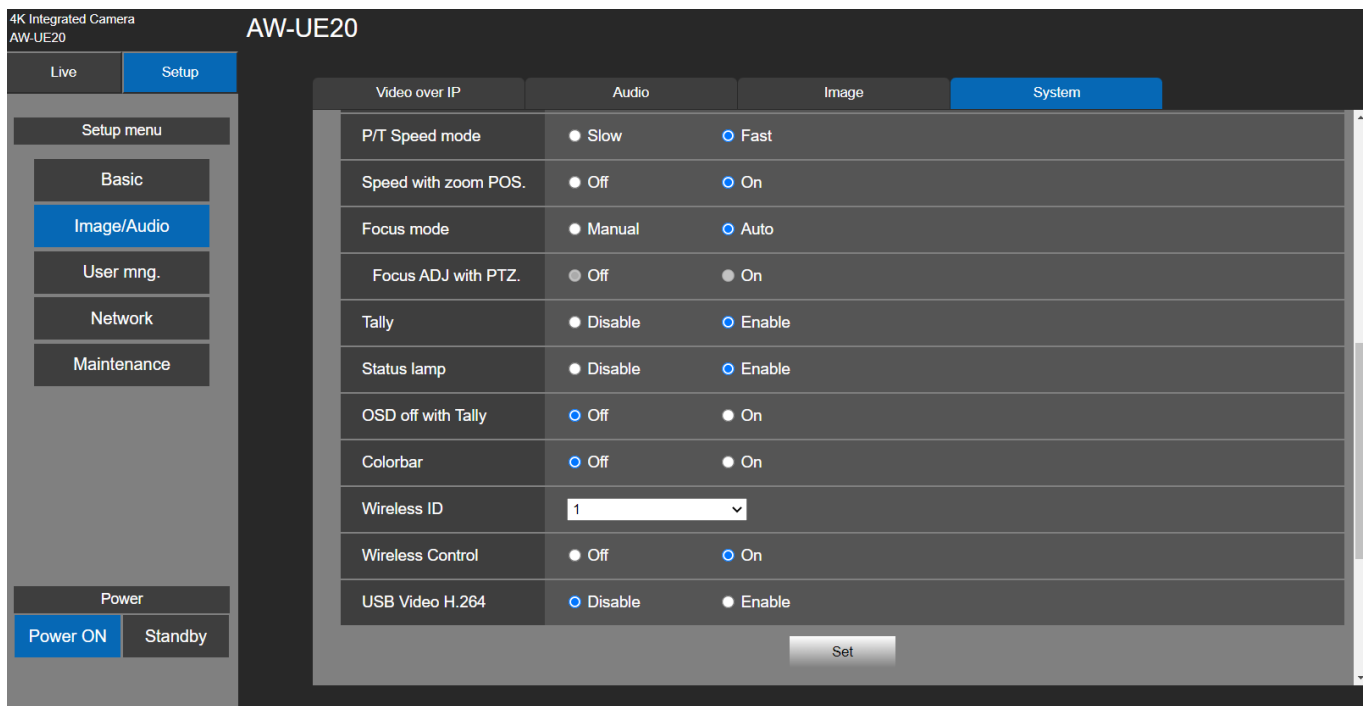 4K Integrated Camera
AW-UE20
AW-UE20
Live Setup
Video over IP Audio Image System
Setup menu
Basic
Image/Audio
User mng.
Network
Maintenance
P/T Speed mode Slow Fast
Speed with zoom POS. Off On
Focus mode Manual Auto
Focus ADJ with PTZ. Off On
Tally Disable Enable
Status lamp Disable Enable
OSD off with Tally Off On
Colorbar Off On
Wireless ID 1
Wireless Control Off On
USB Video H.264 Disable Enable
Set
Power
Power ON Standby